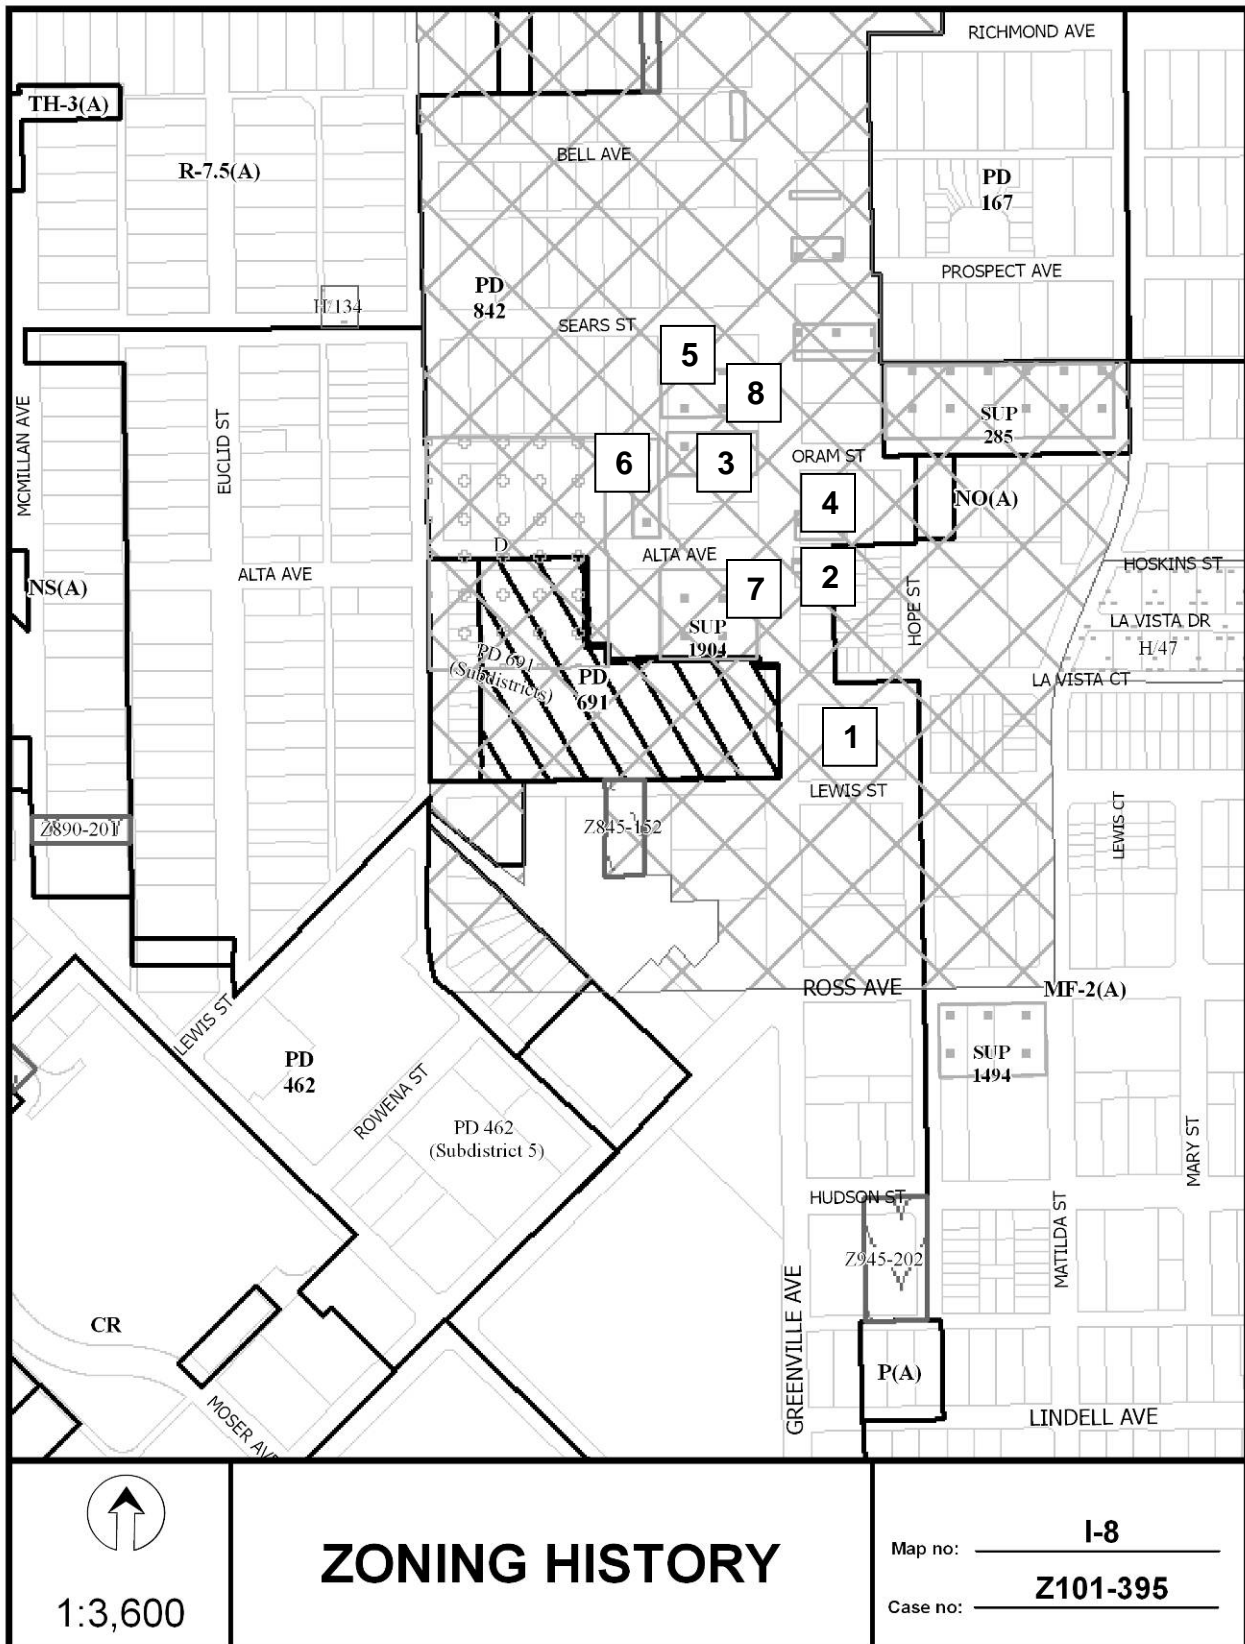 RICHMOND AVE
TH-3(A)
BELL AVE
R-7.5(A)
PD
167
PROSPECT AVE
PD
842
H/134
SEARS ST
5
8
MCMILLAN AVE
EUCLID ST
SUP
285
6
3
ORAM ST
4
NO(A)
D
ALTA AVE
HOSKINS ST
ALTA AVE
NS(A)
7
2
HOPE ST
LA VISTA DR
SUP
1904
H/47
PD 691
(Subdistricts)
PD
691
LA VISTA CT
1
LEWIS ST
Z890-201
Z845-152
LEWIS CT
ROSS AVE
MF-2(A)
LEWIS ST
PD
462
SUP
1494
ROWENA ST
PD 462
(Subdistrict 5)
MARY ST
HUDSON ST
MATILDA ST
Z945-202
GREENVILLE AVE
CR
P(A)
MOSER AVE
LINDELL AVE
1:3,600
ZONING HISTORY
Map no: I-8
Case no: Z101-395